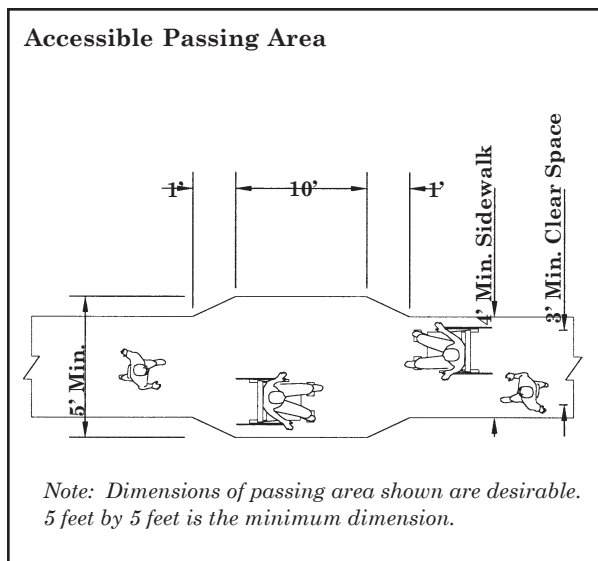 Accessible Passing Area
1'
10'
1'
4' Min. Sidewalk
3' Min. Clear Space
5' Min.
Note: Dimensions of passing area shown are desirable.
5 feet by 5 feet is the minimum dimension.